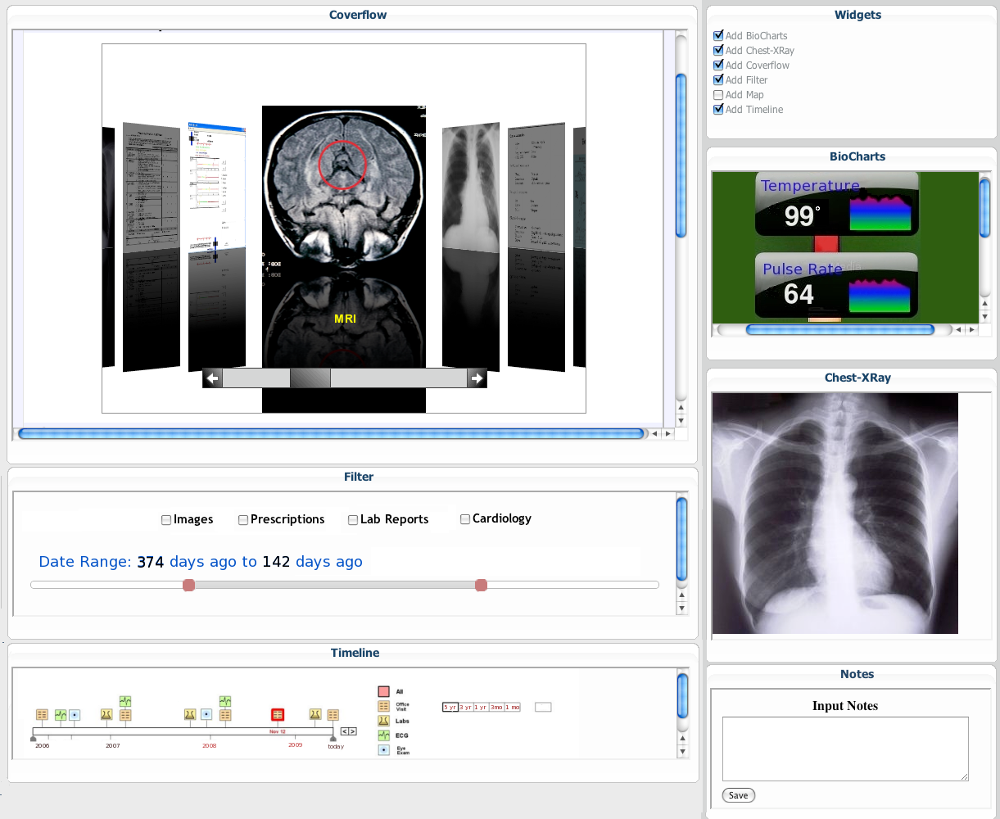 Coverflow
MRI
Filter
Images
Prescriptions
Lab Reports
Cardiology
Date Range: 374 days ago to 142 days ago
Timeline
Nov 12
2006
2007
2008
2009
today
< >
All
Office
Visit
Labs
ECG
Eye
Exam
5 yr 3 yr 1 yr 3mo 1 mo
Widgets
Add BioCharts
Add Chest-XRay
Add Coverflow
Add Filter
Add Map
Add Timeline
BioCharts
Temperature
99°
Pulse Rate
64
Chest-XRay
Notes
Input Notes
Save